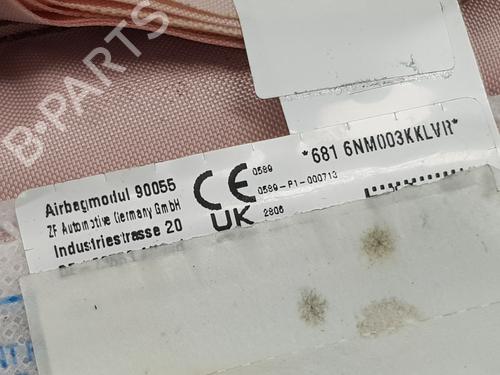 B-PARTS
Airbagmodul 90055
ZF Automotive Germany GmbH
Industriestrasse 20
CE
0589
0589-P1-000713
UK
2806
*681 6NM003KKLVR*